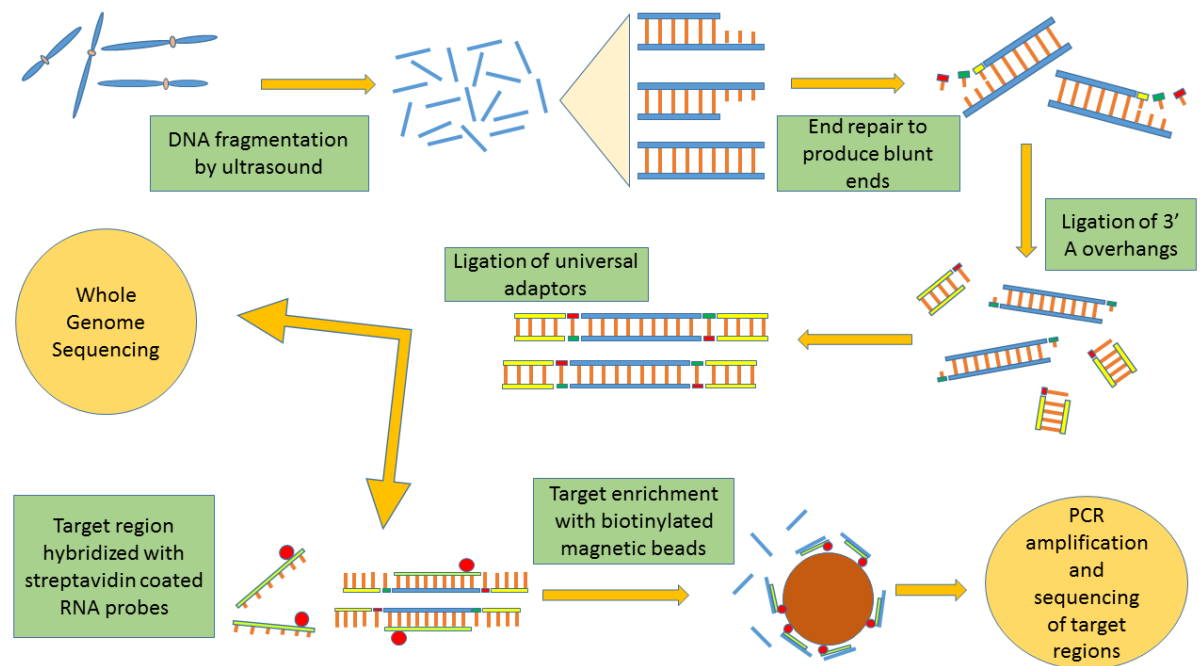 DNA fragmentation
by ultrasound
End repair to
produce blunt
ends
Ligation of 3’
A overhangs
Ligation of universal
adaptors
Whole
Genome
Sequencing
Target region
hybridized with
streptavidin coated
RNA probes
Target enrichment
with biotinylated
magnetic beads
PCR
amplification
and
sequencing
of target
regions